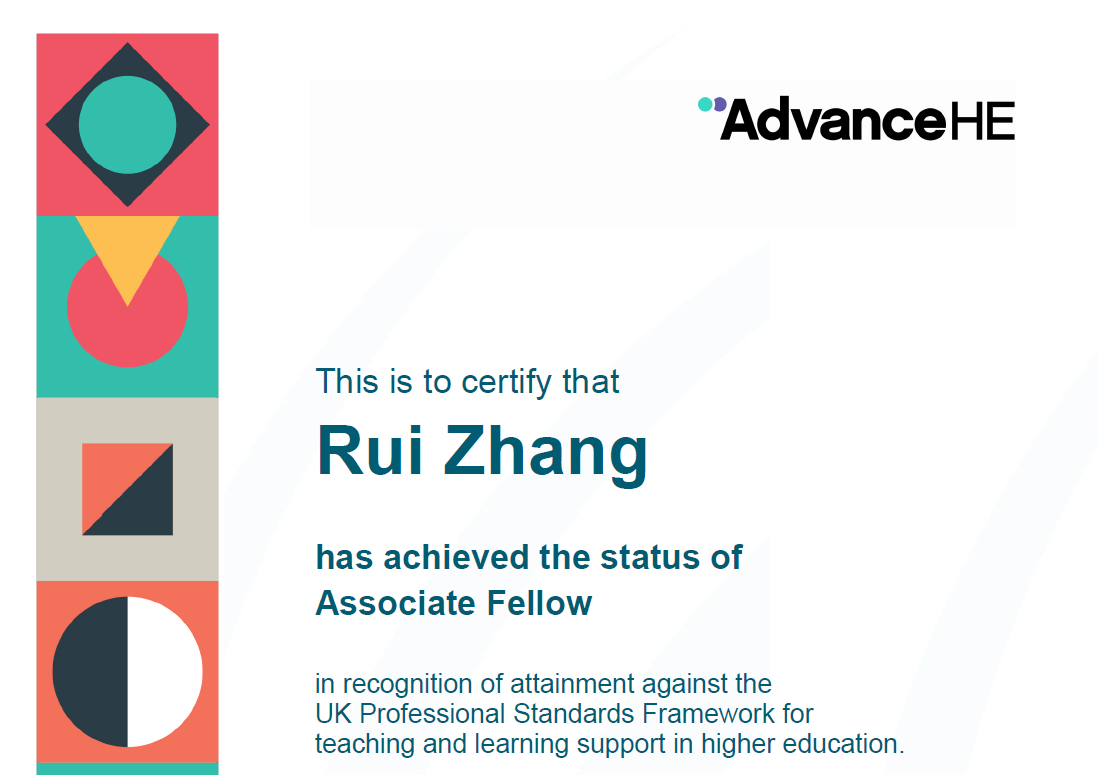 AdvanceHE
This is to certify that
Rui Zhang
has achieved the status of
Associate Fellow
in recognition of attainment against the
UK Professional Standards Framework for
teaching and learning support in higher education.